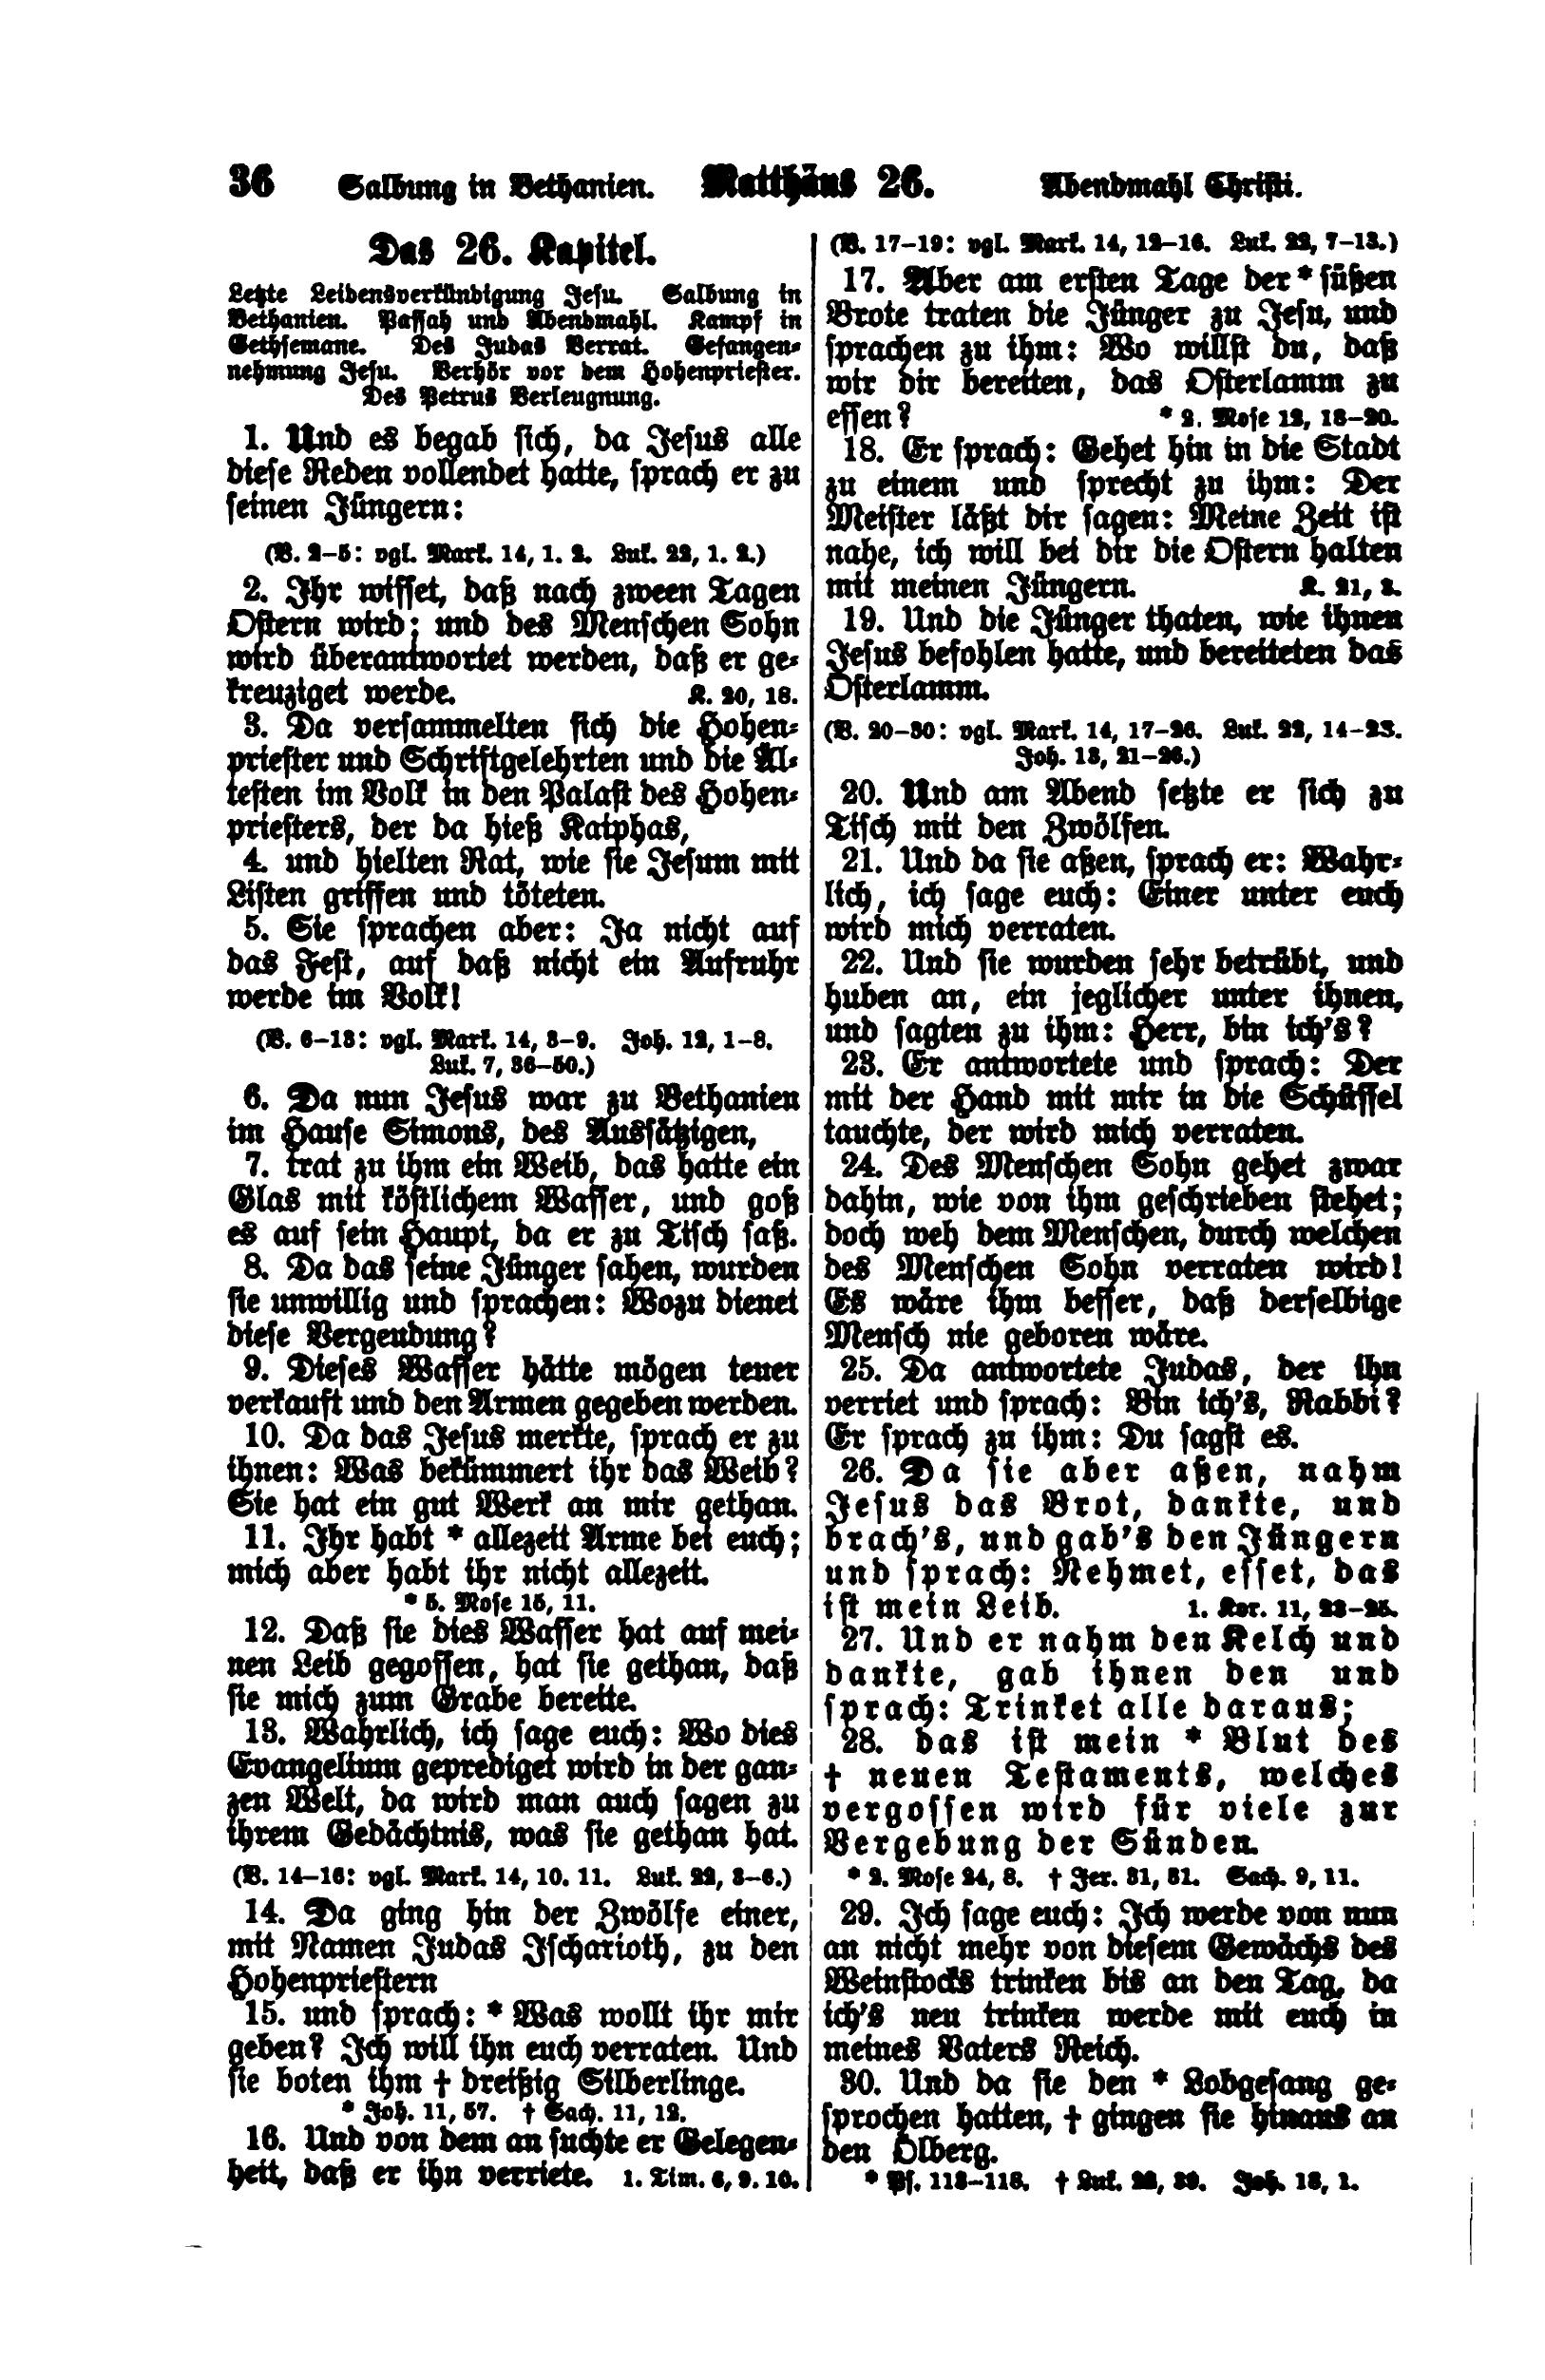 36 Salbung in Bethanien. Matthäus 26. Abendmahl Christi.
Das 26. Kapitel.
Letzte Leidensverkündigung Jesu. Salbung in
Bethanien. Passah und Abendmahl. Kampf in
Gethsemane. Des Judas Verrat. Gefangen-
nehmung Jesu. Verhör vor dem Hohenpriester.
Des Petrus Verleugnung.
1. Und es begab sich, da Jesus alle
diese Reden vollendet hatte, sprach er zu
seinen Jüngern:
(V. 2–5: vgl. Mark. 14, 1. 2. Luk. 22, 1. 2.)
2. Ihr wisset, daß nach zween Tagen
Ostern wird; und des Menschen Sohn
wird überantwortet werden, daß er ge-
kreuziget werde. K. 20, 18.
3. Da versammelten sich die Hohen-
priester und Schriftgelehrten und die Äl-
testen im Volk in den Palast des Hohen-
priesters, der da hieß Kaiphas,
4. und hielten Rat, wie sie Jesum mit
Listen griffen und töteten.
5. Sie sprachen aber: Ja nicht auf
das Fest, auf daß nicht ein Aufruhr
werde im Volk!
(V. 6–13: vgl. Mark. 14, 3–9. Joh. 12, 1–8.
Luk. 7, 36–50.)
6. Da nun Jesus war zu Bethanien
im Hause Simons, des Aussätzigen,
7. trat zu ihm ein Weib, das hatte ein
Glas mit köstlichem Wasser, und goß
es auf sein Haupt, da er zu Tisch saß.
8. Da das seine Jünger sahen, wurden
sie unwillig und sprachen: Wozu dienet
diese Vergeudung?
9. Dieses Wasser hätte mögen teuer
verkauft und den Armen gegeben werden.
10. Da das Jesus merkte, sprach er zu
ihnen: Was bekümmert ihr das Weib?
Sie hat ein gut Werk an mir gethan.
11. Ihr habt * allezeit Arme bei euch;
mich aber habt ihr nicht allezeit.
* 5. Mose 15, 11.
12. Daß sie dies Wasser hat auf mei-
nen Leib gegossen, hat sie gethan, daß
sie mich zum Grabe bereite.
13. Wahrlich, ich sage euch: Wo dies
Evangelium geprediget wird in der gan-
zen Welt, da wird man auch sagen zu
ihrem Gedächtnis, was sie gethan hat.
(V. 14–16: vgl. Mark. 14, 10. 11. Luk. 22, 3–6.)
14. Da ging hin der Zwölfe einer,
mit Namen Judas Ischarioth, zu den
Hohenpriestern
15. und sprach: * Was wollt ihr mir
geben? Ich will ihn euch verraten. Und
sie boten ihm † dreißig Silberlinge.
* Joh. 11, 57. † Sach. 11, 12.
16. Und von dem an suchte er Gelegen-
heit, daß er ihn verriete. 1. Tim. 6, 9. 10.
(V. 17–19: vgl. Mark. 14, 12–16. Luk. 22, 7–13.)
17. Aber am ersten Tage der * süßen
Brote traten die Jünger zu Jesu, und
sprachen zu ihm: Wo willst du, daß
wir dir bereiten, das Osterlamm zu
essen? * 2. Mose 12, 18–20.
18. Er sprach: Gehet hin in die Stadt
zu einem und sprecht zu ihm: Der
Meister läßt dir sagen: Meine Zeit ist
nahe, ich will bei dir die Ostern halten
mit meinen Jüngern. K. 21, 3.
19. Und die Jünger thaten, wie ihnen
Jesus befohlen hatte, und bereiteten das
Osterlamm.
(V. 20–30: vgl. Mark. 14, 17–26. Luk. 22, 14–23.
Joh. 13, 21–26.)
20. Und am Abend setzte er sich zu
Tisch mit den Zwölfen.
21. Und da sie aßen, sprach er: Wahr-
lich, ich sage euch: Einer unter euch
wird mich verraten.
22. Und sie wurden sehr betrübt, und
huben an, ein jeglicher unter ihnen,
und sagten zu ihm: Herr, bin ich's?
23. Er antwortete und sprach: Der
mit der Hand mit mir in die Schüssel
tauchte, der wird mich verraten.
24. Des Menschen Sohn gehet zwar
dahin, wie von ihm geschrieben stehet;
doch weh dem Menschen, durch welchen
des Menschen Sohn verraten wird!
Es wäre ihm besser, daß derselbige
Mensch nie geboren wäre.
25. Da antwortete Judas, der ihn
verriet und sprach: Bin ich's, Rabbi?
Er sprach zu ihm: Du sagst es.
26. Da sie aber aßen, nahm
Jesus das Brot, dankte, und
brach's, und gab's den Jüngern
und sprach: Nehmet, esset, das
ist mein Leib. 1. Kor. 11, 23–25.
27. Und er nahm den Kelch und
dankte, gab ihnen den und
sprach: Trinket alle daraus;
28. das ist mein * Blut des
† neuen Testaments, welches
vergossen wird für viele zur
Vergebung der Sünden.
* 2. Mose 24, 8. † Jer. 31, 31. Sach. 9, 11.
29. Ich sage euch: Ich werde von nun
an nicht mehr von diesem Gewächs des
Weinstocks trinken bis an den Tag, da
ich's neu trinken werde mit euch in
meines Vaters Reich.
30. Und da sie den * Lobgesang ge-
sprochen hatten, † gingen sie hinaus an
den Ölberg.
* Ps. 113–118. † Luk. 22, 39. Joh. 18, 1.